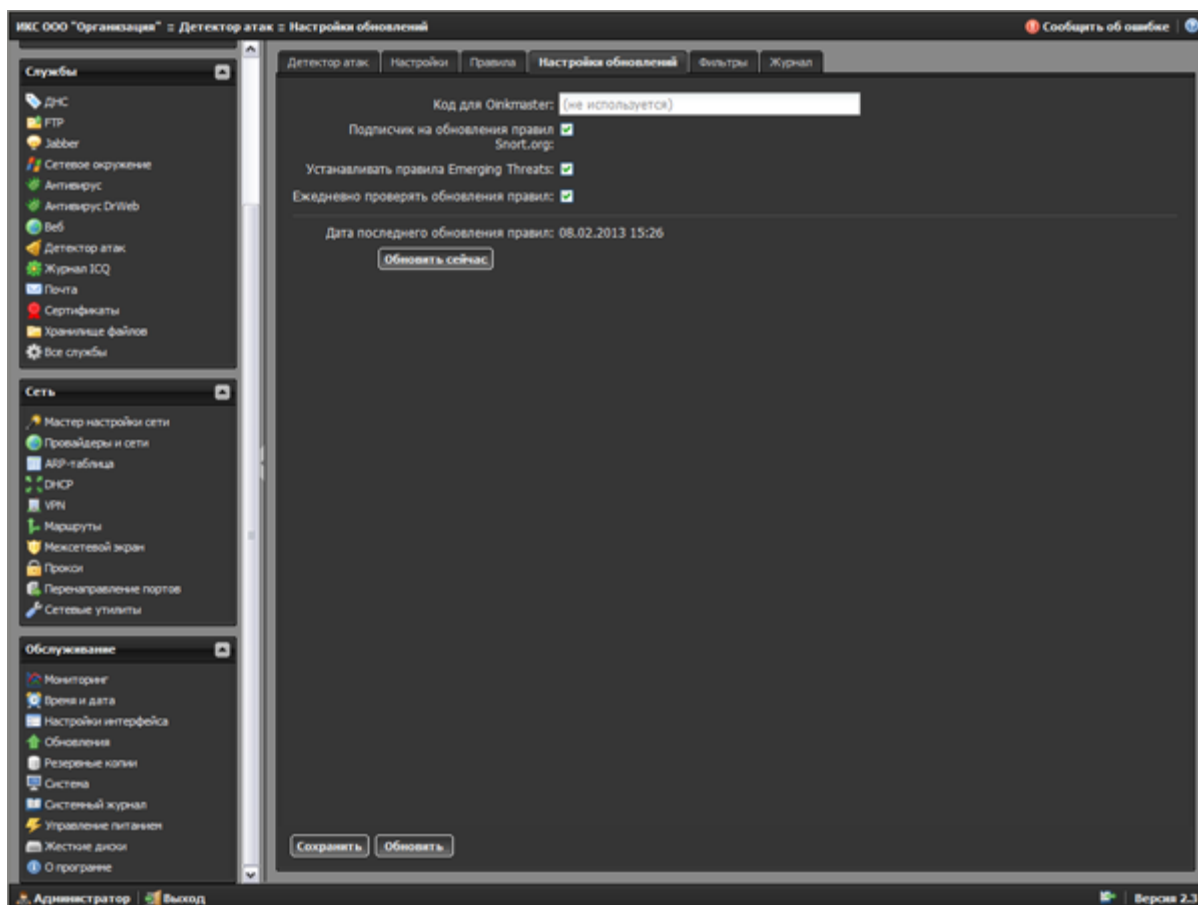 ИКС ООО "Организация" :: Детектор атак :: Настройки обновлений
Сообщить об ошибке
Службы
ДНС
FTP
Jabber
Сетевое окружение
Антивирус
Антивирус DrWeb
Веб
Детектор атак
Журнал ICQ
Почта
Сертификаты
Хранилище файлов
Все службы
Сеть
Мастер настройки сети
Провайдеры и сети
ARP-таблица
DHCP
VPN
Маршруты
Межсетевой экран
Прокси
Перенаправление портов
Сетевые утилиты
Обслуживание
Мониторинг
Время и дата
Настройки интерфейса
Обновления
Резервные копии
Система
Системный журнал
Управление питанием
Жесткие диски
О программе
Детектор атак
Настройки
Правила
Настройки обновлений
Фильтры
Журнал
Код для Oinkmaster: (не используется)
Подписчик на обновления правил
Snort.org:
Устанавливать правила Emerging Threats:
Ежедневно проверять обновления правил:
Дата последнего обновления правил: 08.02.2013 15:26
Обновить сейчас
Сохранить
Обновить
Администратор
Выход
Версия 2.3